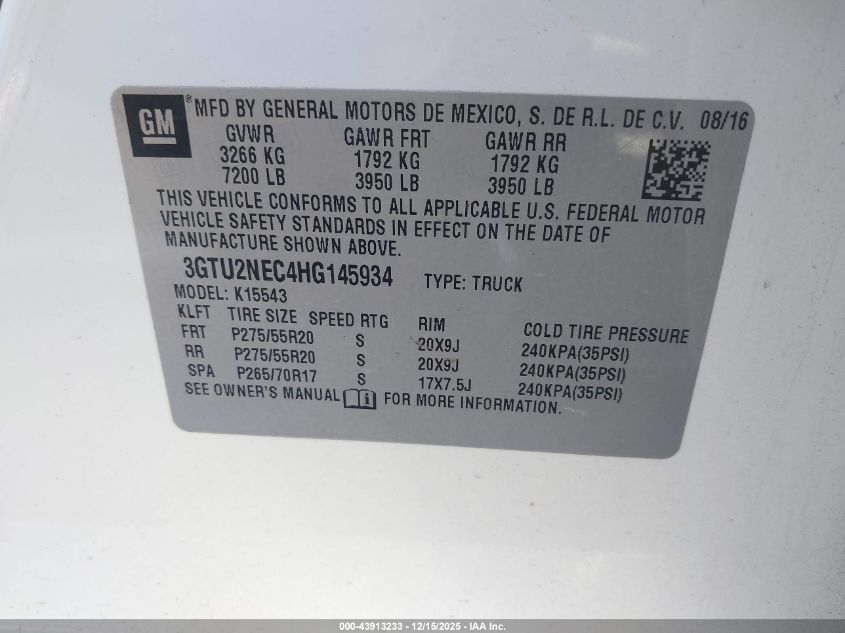 GM ® MFD BY GENERAL MOTORS DE MEXICO, S. DE R.L. DE C.V. 08/16
GVWR GAWR FRT GAWR RR
3266 KG 1792 KG 1792 KG
7200 LB 3950 LB 3950 LB
THIS VEHICLE CONFORMS TO ALL APPLICABLE U.S. FEDERAL MOTOR
VEHICLE SAFETY STANDARDS IN EFFECT ON THE DATE OF
MANUFACTURE SHOWN ABOVE.
3GTU2NEC4HG145934 TYPE: TRUCK
MODEL: K15543
KLFT TIRE SIZE SPEED RTG RIM COLD TIRE PRESSURE
FRT P275/55R20 S 20X9J 240KPA(35PSI)
RR P275/55R20 S 20X9J 240KPA(35PSI)
SPA P265/70R17 S 17X7.5J 240KPA(35PSI)
SEE OWNER'S MANUAL i FOR MORE INFORMATION.
000-43913233 - 12/15/2025 - IAA Inc.